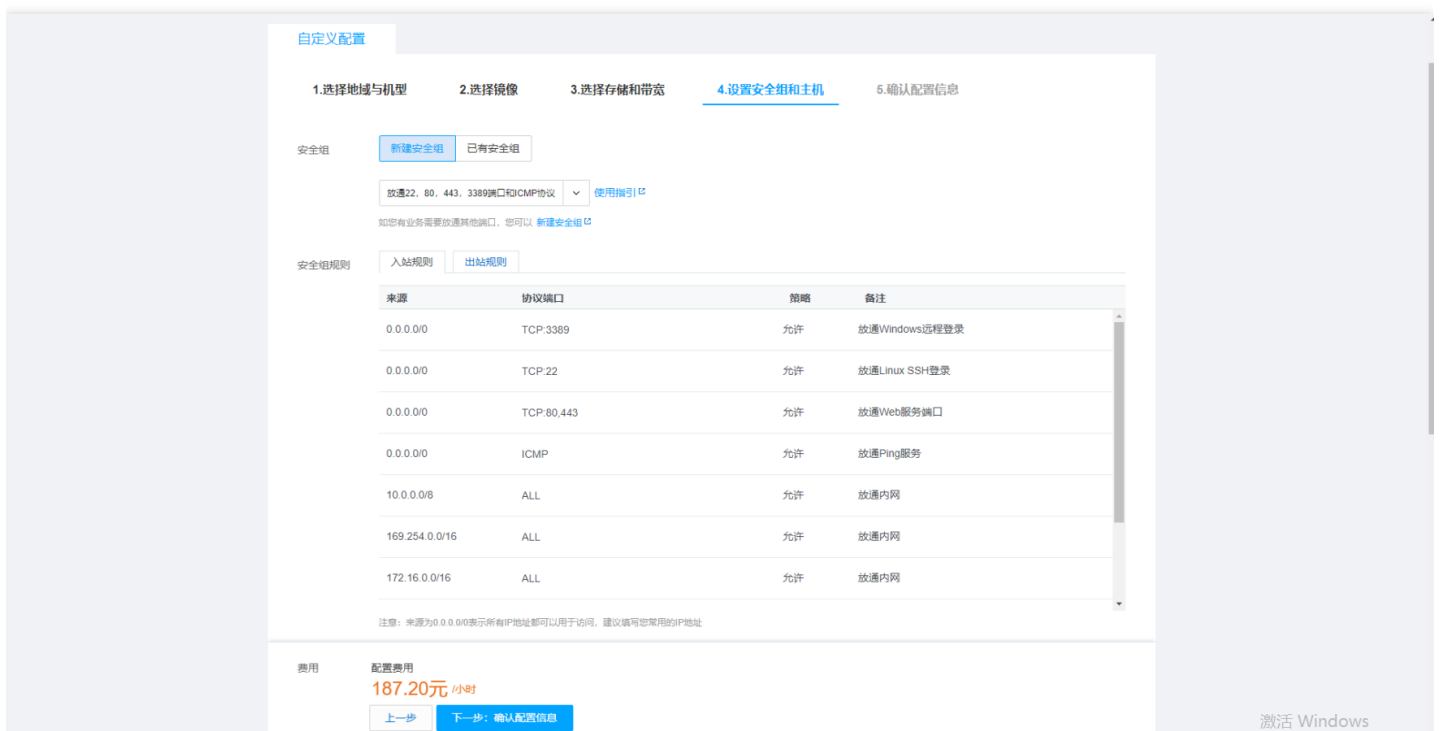 自定义配置
1.选择地域与机型 2.选择镜像 3.选择存储和带宽 4.设置安全组和主机 5.确认配置信息
安全组 新建安全组 已有安全组
放通22，80，443，3389端口和ICMP协议 使用指引
如您有业务需要放通其他端口，您可以 新建安全组
安全组规则 入站规则 出站规则
来源 协议端口 策略 备注
0.0.0.0/0 TCP:3389 允许 放通Windows远程登录
0.0.0.0/0 TCP:22 允许 放通Linux SSH登录
0.0.0.0/0 TCP:80,443 允许 放通Web服务端口
0.0.0.0/0 ICMP 允许 放通Ping服务
10.0.0.0/8 ALL 允许 放通内网
169.254.0.0/16 ALL 允许 放通内网
172.16.0.0/16 ALL 允许 放通内网
注意：来源为0.0.0.0/0表示所有IP地址都可以用于访问，建议填写您常用的IP地址
费用 配置费用
187.20元 /小时
上一步 下一步：确认配置信息
激活 Windows